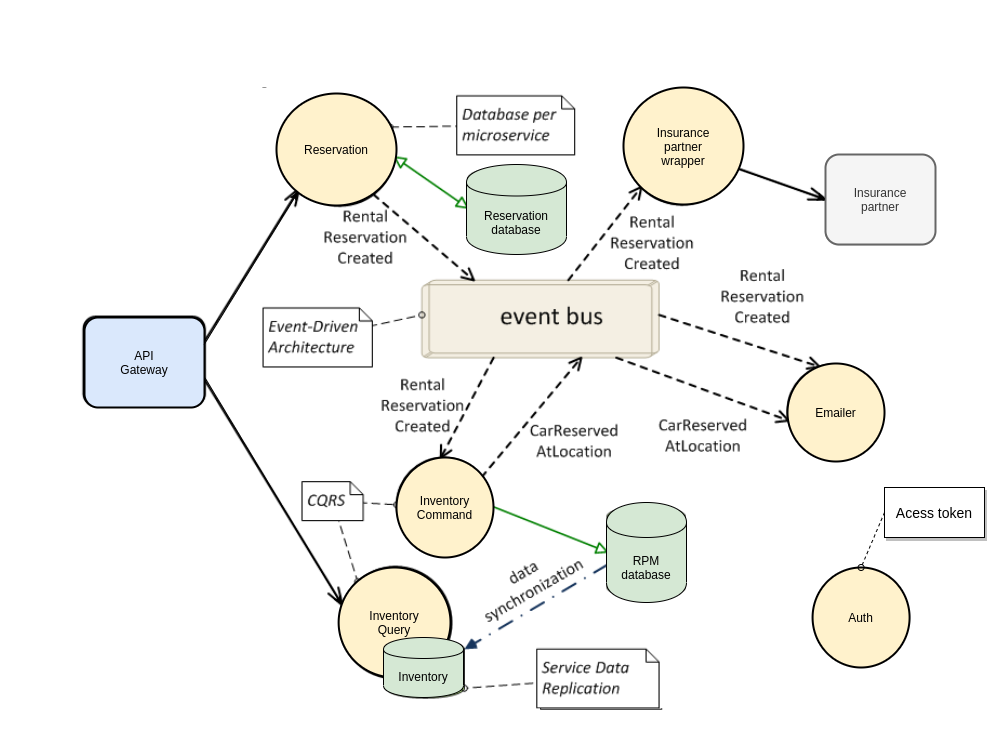 Reservation
Database per
microservice
Insurance
partner
wrapper
Insurance
partner
Reservation
database
Rental
Reservation
Created
Rental
Reservation
Created
Rental
Reservation
Created
event bus
Event-Driven
Architecture
API
Gateway
Rental
Reservation
Created
CarReserved
AtLocation
CarReserved
AtLocation
Emailer
CQRS
Inventory
Command
Acess token
RPM
database
data
synchronization
Inventory
Query
Inventory
Service Data
Replication
Auth